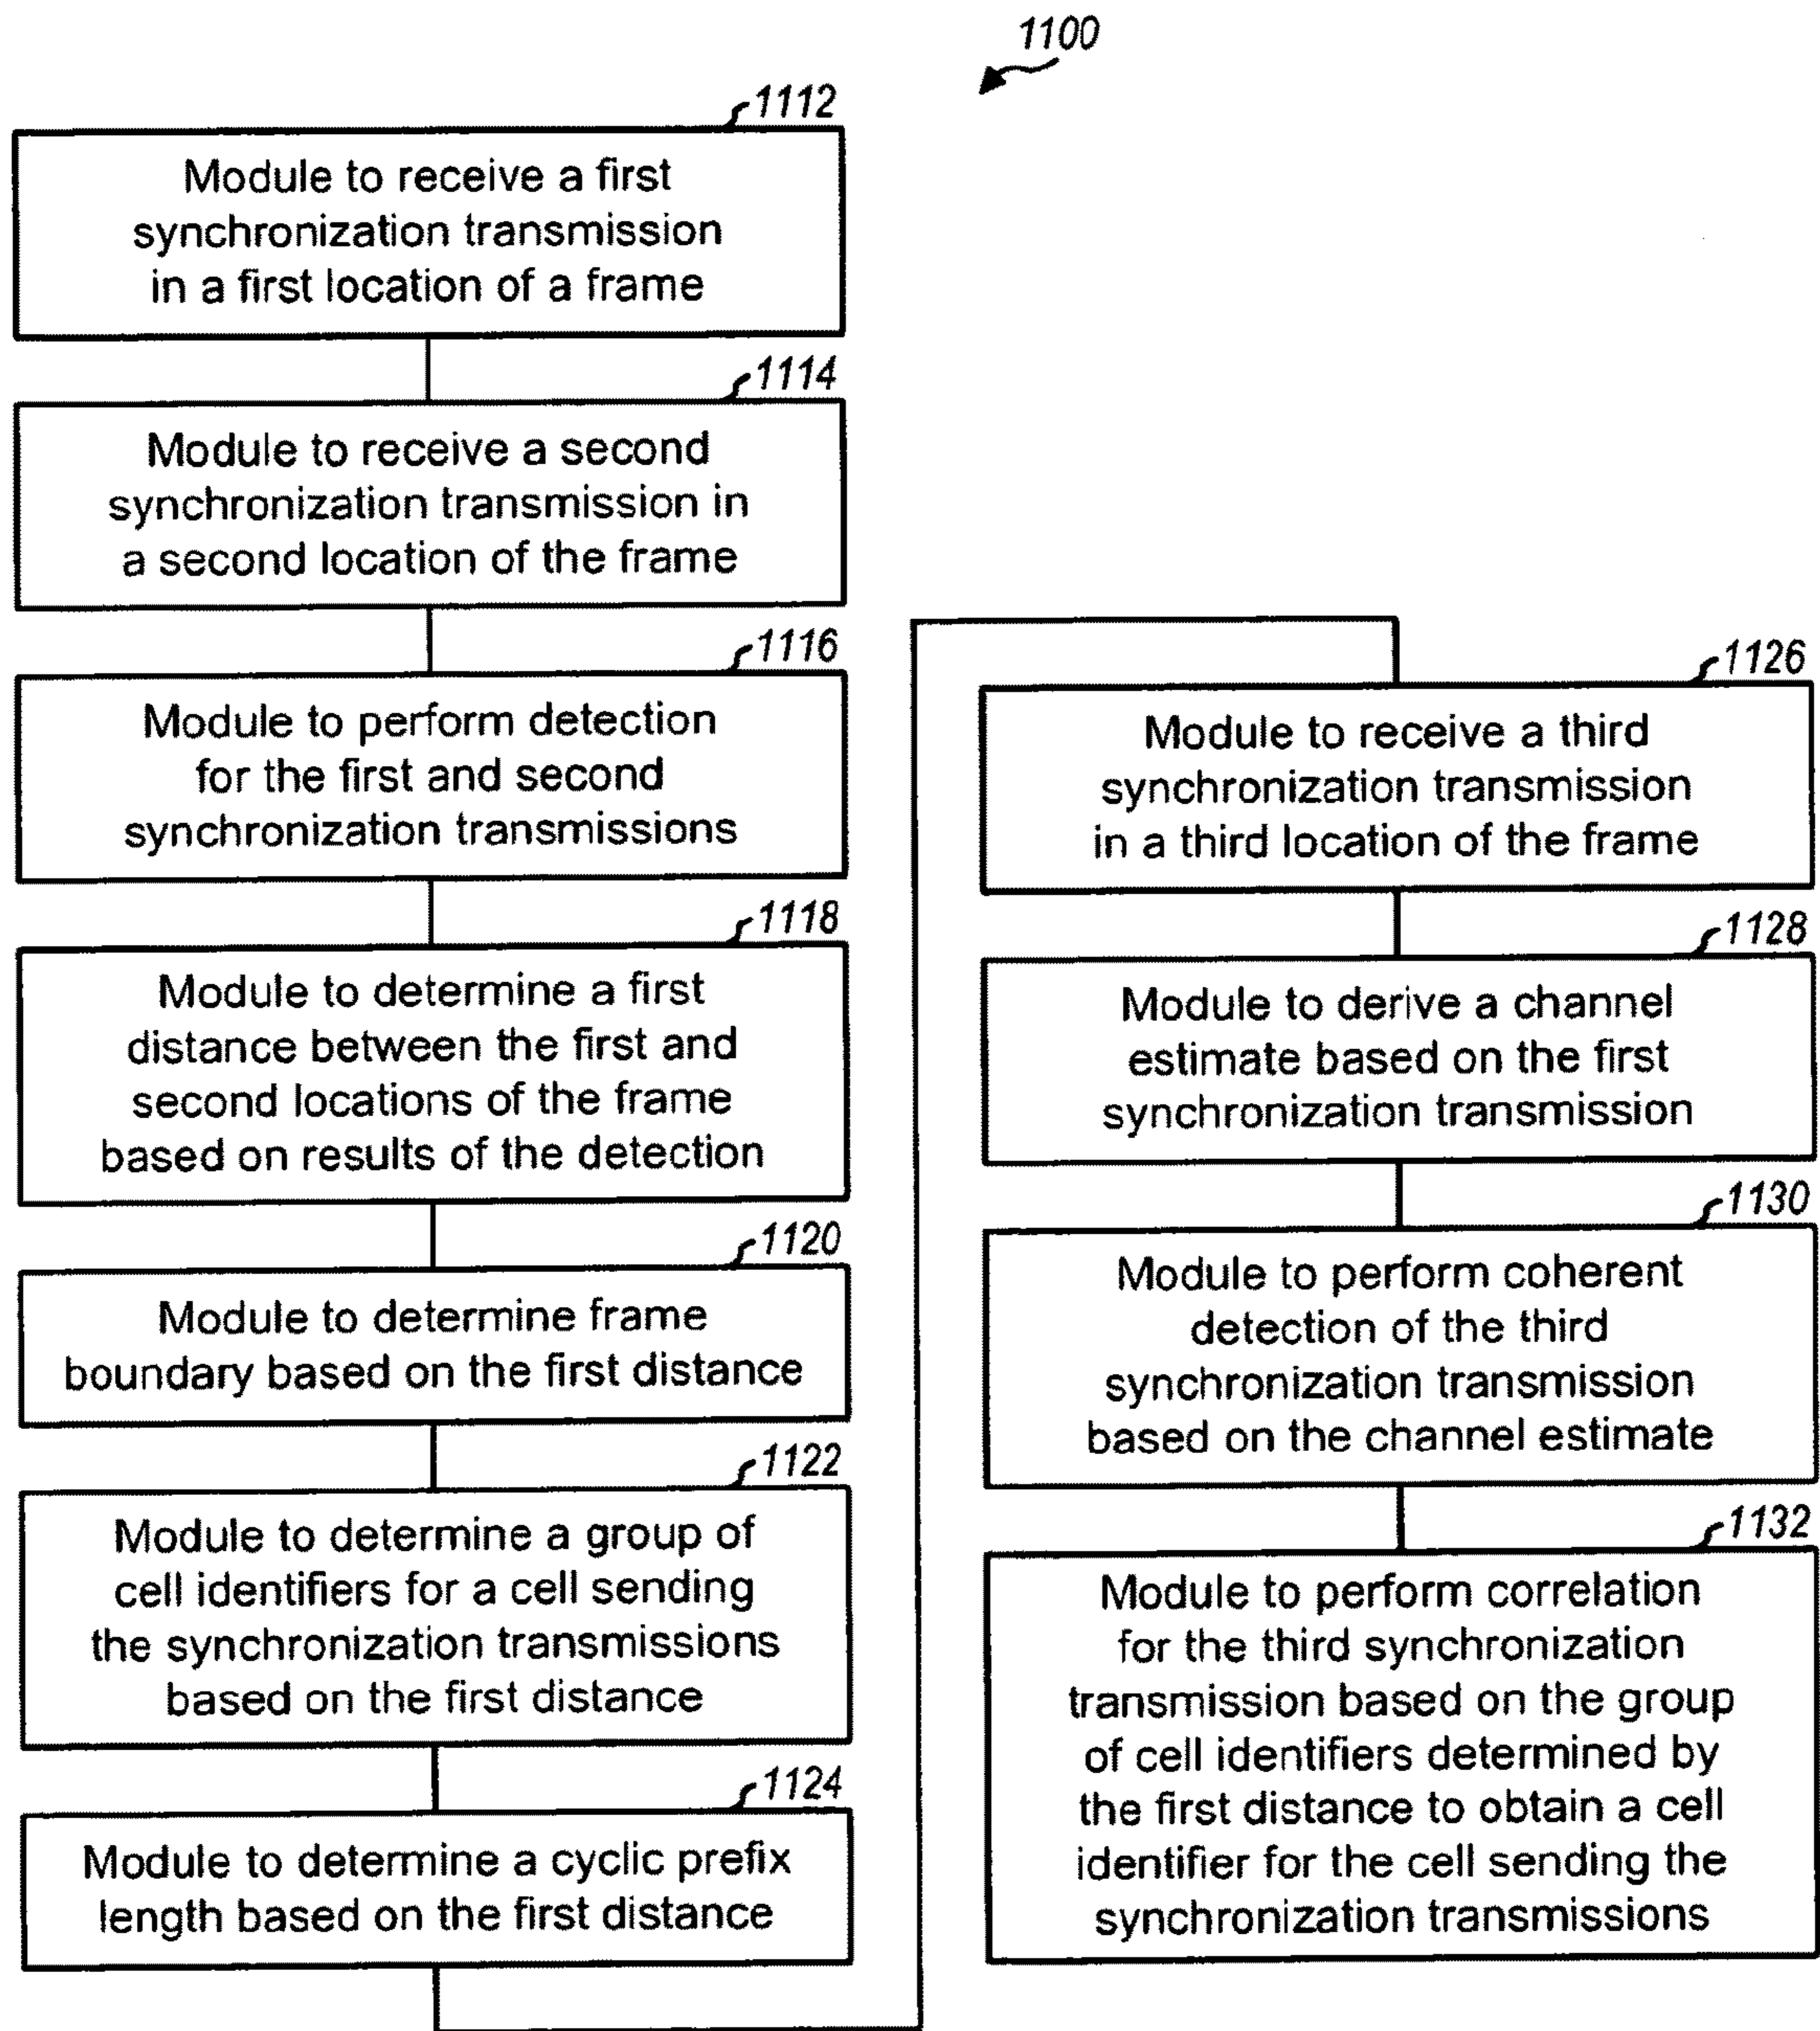 1100
1112
Module to receive a first
synchronization transmission
in a first location of a frame
1114
Module to receive a second
synchronization transmission in
a second location of the frame
1116
Module to perform detection
for the first and second
synchronization transmissions
1118
Module to determine a first
distance between the first and
second locations of the frame
based on results of the detection
1120
Module to determine frame
boundary based on the first distance
1122
Module to determine a group of
cell identifiers for a cell sending
the synchronization transmissions
based on the first distance
1124
Module to determine a cyclic prefix
length based on the first distance
1126
Module to receive a third
synchronization transmission
in a third location of the frame
1128
Module to derive a channel
estimate based on the first
synchronization transmission
1130
Module to perform coherent
detection of the third
synchronization transmission
based on the channel estimate
1132
Module to perform correlation
for the third synchronization
transmission based on the group
of cell identifiers determined by
the first distance to obtain a cell
identifier for the cell sending the
synchronization transmissions